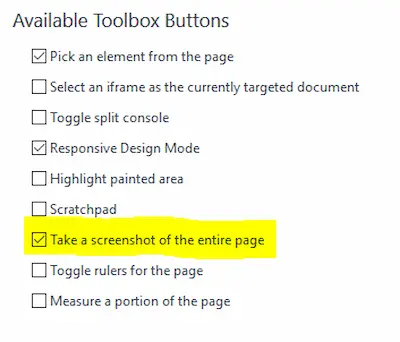 Available Toolbox Buttons
Pick an element from the page
Select an iframe as the currently targeted document
Toggle split console
Responsive Design Mode
Highlight painted area
Scratchpad
Take a screenshot of the entire page
Toggle rulers for the page
Measure a portion of the page